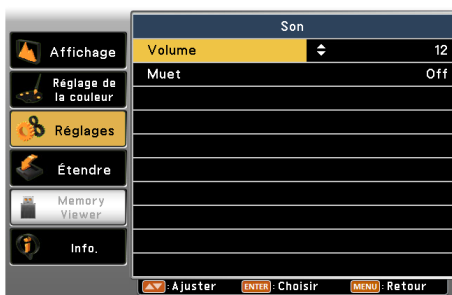 Son
Affichage
Volume 12
Réglage de
la couleur
Muet Off
Réglages
Étendre
Memory
Viewer
Info.
▲▼:Ajuster ENTER:Choisir MENU:Retour